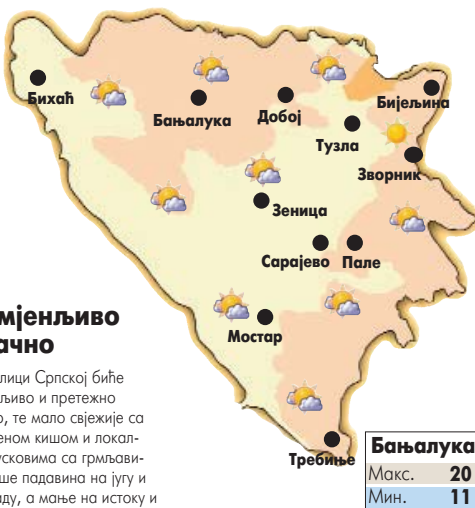 Бихаћ
Бањалука
Добој
Бијељина
Тузла
Зворник
Зеница
Сарајево
Пале
Мостар
Требиње
мјенљиво
ачно
лици Српској биће
љиво и претежно
о, те мало свјежије са
еном кишом и локал-
усковима са грмљави-
ше падавина на југу и
аду, а мање на истоку и
Бањалука
Макс. 20
Мин. 11